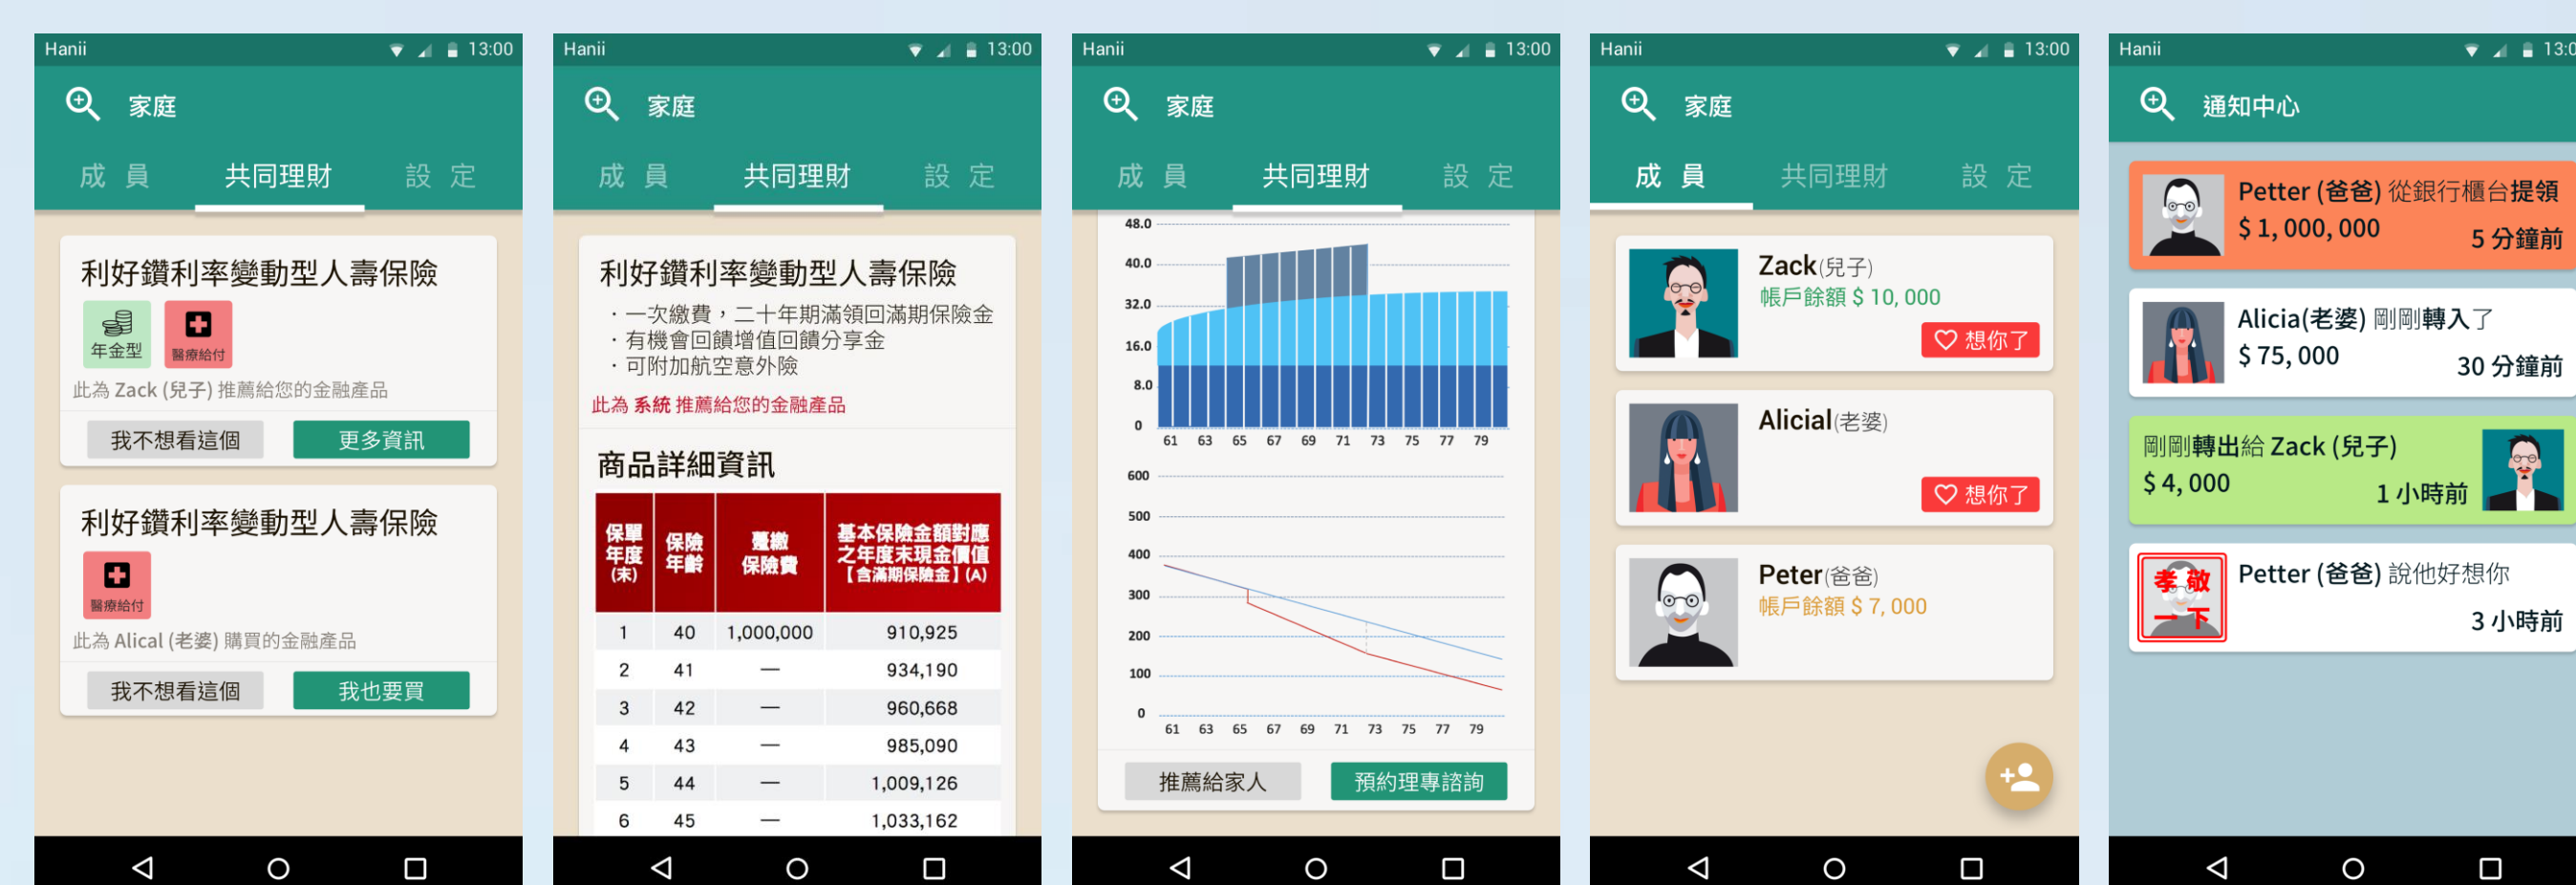 Hanii 13:00
家庭
成 員 共同理財 設 定
利好鑽利率變動型人壽保險
年金型 醫療給付
此為 Zack (兒子) 推薦給您的金融產品
我不想看這個 更多資訊
利好鑽利率變動型人壽保險
醫療給付
此為 Alical (老婆) 購買的金融產品
我不想看這個 我也要買
Hanii 13:00
家庭
成 員 共同理財 設 定
利好鑽利率變動型人壽保險
・一次繳費，二十年期滿領回滿期保險金
・有機會回饋增值回饋分享金
・可附加航空意外險
此為 系統 推薦給您的金融產品
商品詳細資訊
保單年度(末) 保險年齡 躉繳保險費 基本保險金額對應之年度末現金價值【含滿期保險金】(A)
1 40 1,000,000 910,925
2 41 — 934,190
3 42 — 960,668
4 43 — 985,090
5 44 — 1,009,126
6 45 — 1,033,162
Hanii 13:00
家庭
成 員 共同理財 設 定
48.0
40.0
32.0
16.0
8.0
0
61 63 65 67 69 71 73 75 77 79
600
500
400
300
200
100
0
61 63 65 67 69 71 73 75 77 79
推薦給家人 預約理專諮詢
Hanii 13:00
家庭
成 員 共同理財 設 定
Zack(兒子)
帳戶餘額 $ 10, 000
想你了
Alicial(老婆)
想你了
Peter(爸爸)
帳戶餘額 $ 7, 000
Hanii 13:0
通知中心
Petter (爸爸) 從銀行櫃台提領
$ 1, 000, 000 5 分鐘前
Alicia(老婆) 剛剛轉入了
$ 75, 000 30 分鐘前
剛剛轉出給 Zack (兒子)
$ 4, 000 1 小時前
孝敬一下
Petter (爸爸) 說他好想你
3 小時前